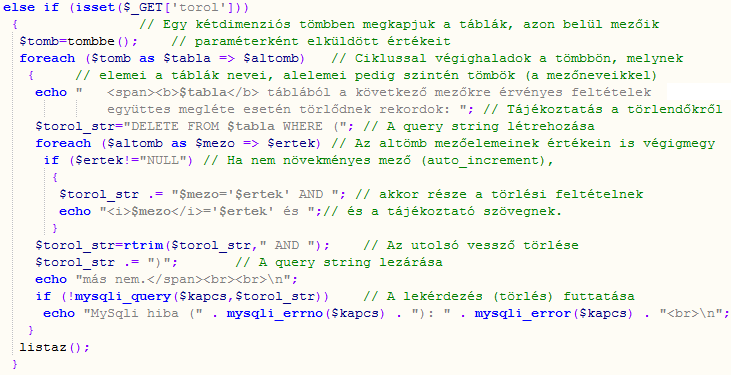 else if (isset($_GET['torol']))
{ // Egy kétdimenziós tömbben megkapjuk a táblák, azon belül mezőik
$tomb=tombbe(); // paraméterként elküldött értékeit
foreach ($tomb as $tabla => $altomb) // Ciklussal végighaladok a tömbbön, melynek
{ // elemei a táblák nevei, alelemei pedig szintén tömbök (a mezőneveikkel)
echo " <span><b>$tabla</b> táblából a következő mezőkre érvényes feltételek
együttes megléte esetén törlődnek rekordok: "; // Tájékoztatás a törlendőkről
$torol_str="DELETE FROM $tabla WHERE ("; // A query string létrehozása
foreach ($altomb as $mezo => $ertek) // Az altömb mezőelemeinek értékein is végigmegy
if ($ertek!="NULL") // Ha nem növekményes mező (auto_increment),
{
$torol_str .= "$mezo='$ertek' AND "; // akkor része a törlési feltételnek
echo "<i>$mezo</i>='$ertek' és ";// és a tájékoztató szövegnek.
}
$torol_str=rtrim($torol_str," AND "); // Az utolsó vessző törlése
$torol_str .= ")"; // A query string lezárása
echo "más nem.</span><br><br>\n";
if (!mysqli_query($kapcs,$torol_str)) // A lekérdezés (törlés) futtatása
echo "MySqli hiba (" . mysqli_errno($kapcs) . "): " . mysqli_error($kapcs) . "<br>\n";
}
listaz();
}